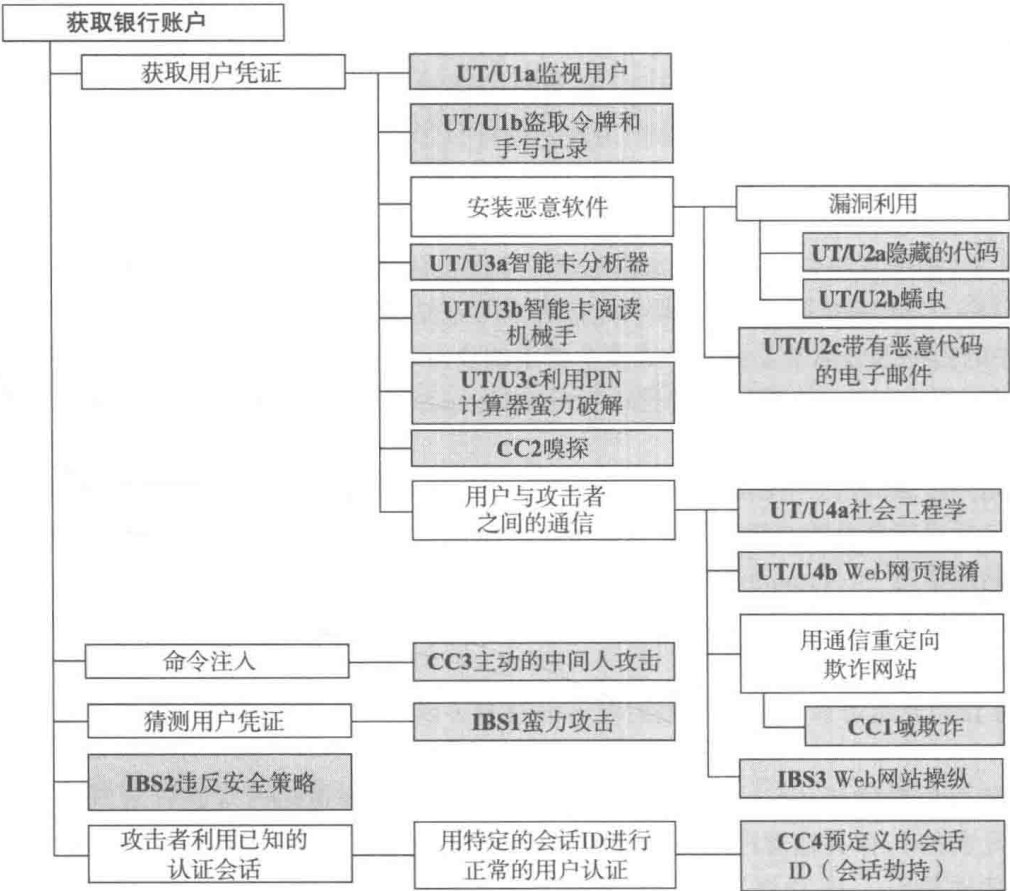 获取银行账户
获取用户凭证
UT/U1a监视用户
UT/U1b盗取令牌和
手写记录
安装恶意软件
漏洞利用
UT/U2a隐藏的代码
UT/U2b蠕虫
UT/U2c带有恶意代码
的电子邮件
UT/U3a智能卡分析器
UT/U3b智能卡阅读
机械手
UT/U3c利用PIN
计算器蛮力破解
CC2嗅探
用户与攻击者
之间的通信
UT/U4a社会工程学
UT/U4b Web网页混淆
用通信重定向
欺诈网站
CC1域欺诈
IBS3 Web网站操纵
命令注入
CC3主动的中间人攻击
猜测用户凭证
IBS1蛮力攻击
IBS2违反安全策略
攻击者利用已知的
认证会话
用特定的会话ID进行
正常的用户认证
CC4预定义的会话
ID（会话劫持）